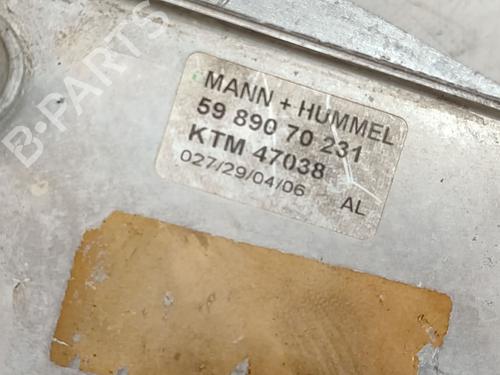 B-PARTS
MANN + HUMMEL
59 890 70 231
KTM 47038
027/29/04/06 AL